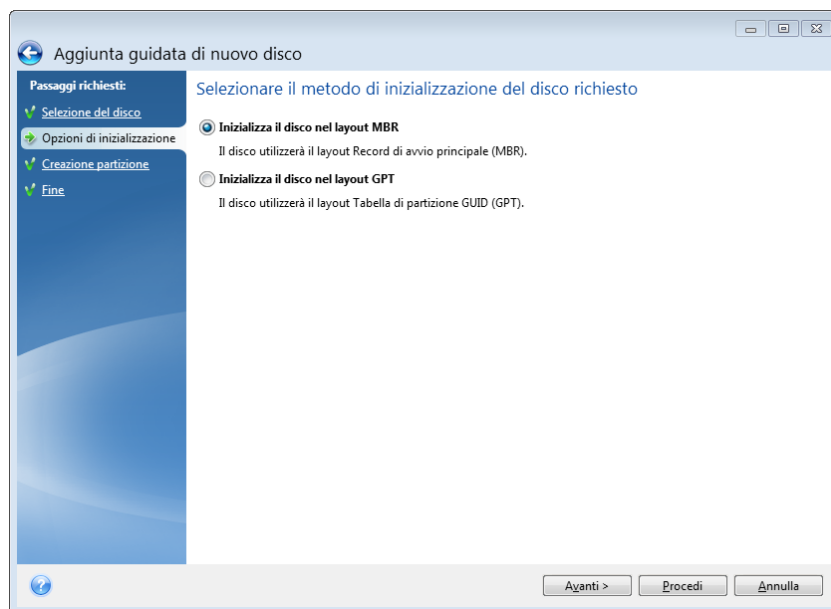 Aggiunta guidata di nuovo disco
Passaggi richiesti:
Selezione del disco
Opzioni di inizializzazione
Creazione partizione
Fine
Selezionare il metodo di inizializzazione del disco richiesto
Inizializza il disco nel layout MBR
Il disco utilizzerà il layout Record di avvio principale (MBR).
Inizializza il disco nel layout GPT
Il disco utilizzerà il layout Tabella di partizione GUID (GPT).
?
Avanti >
Procedi
Annulla